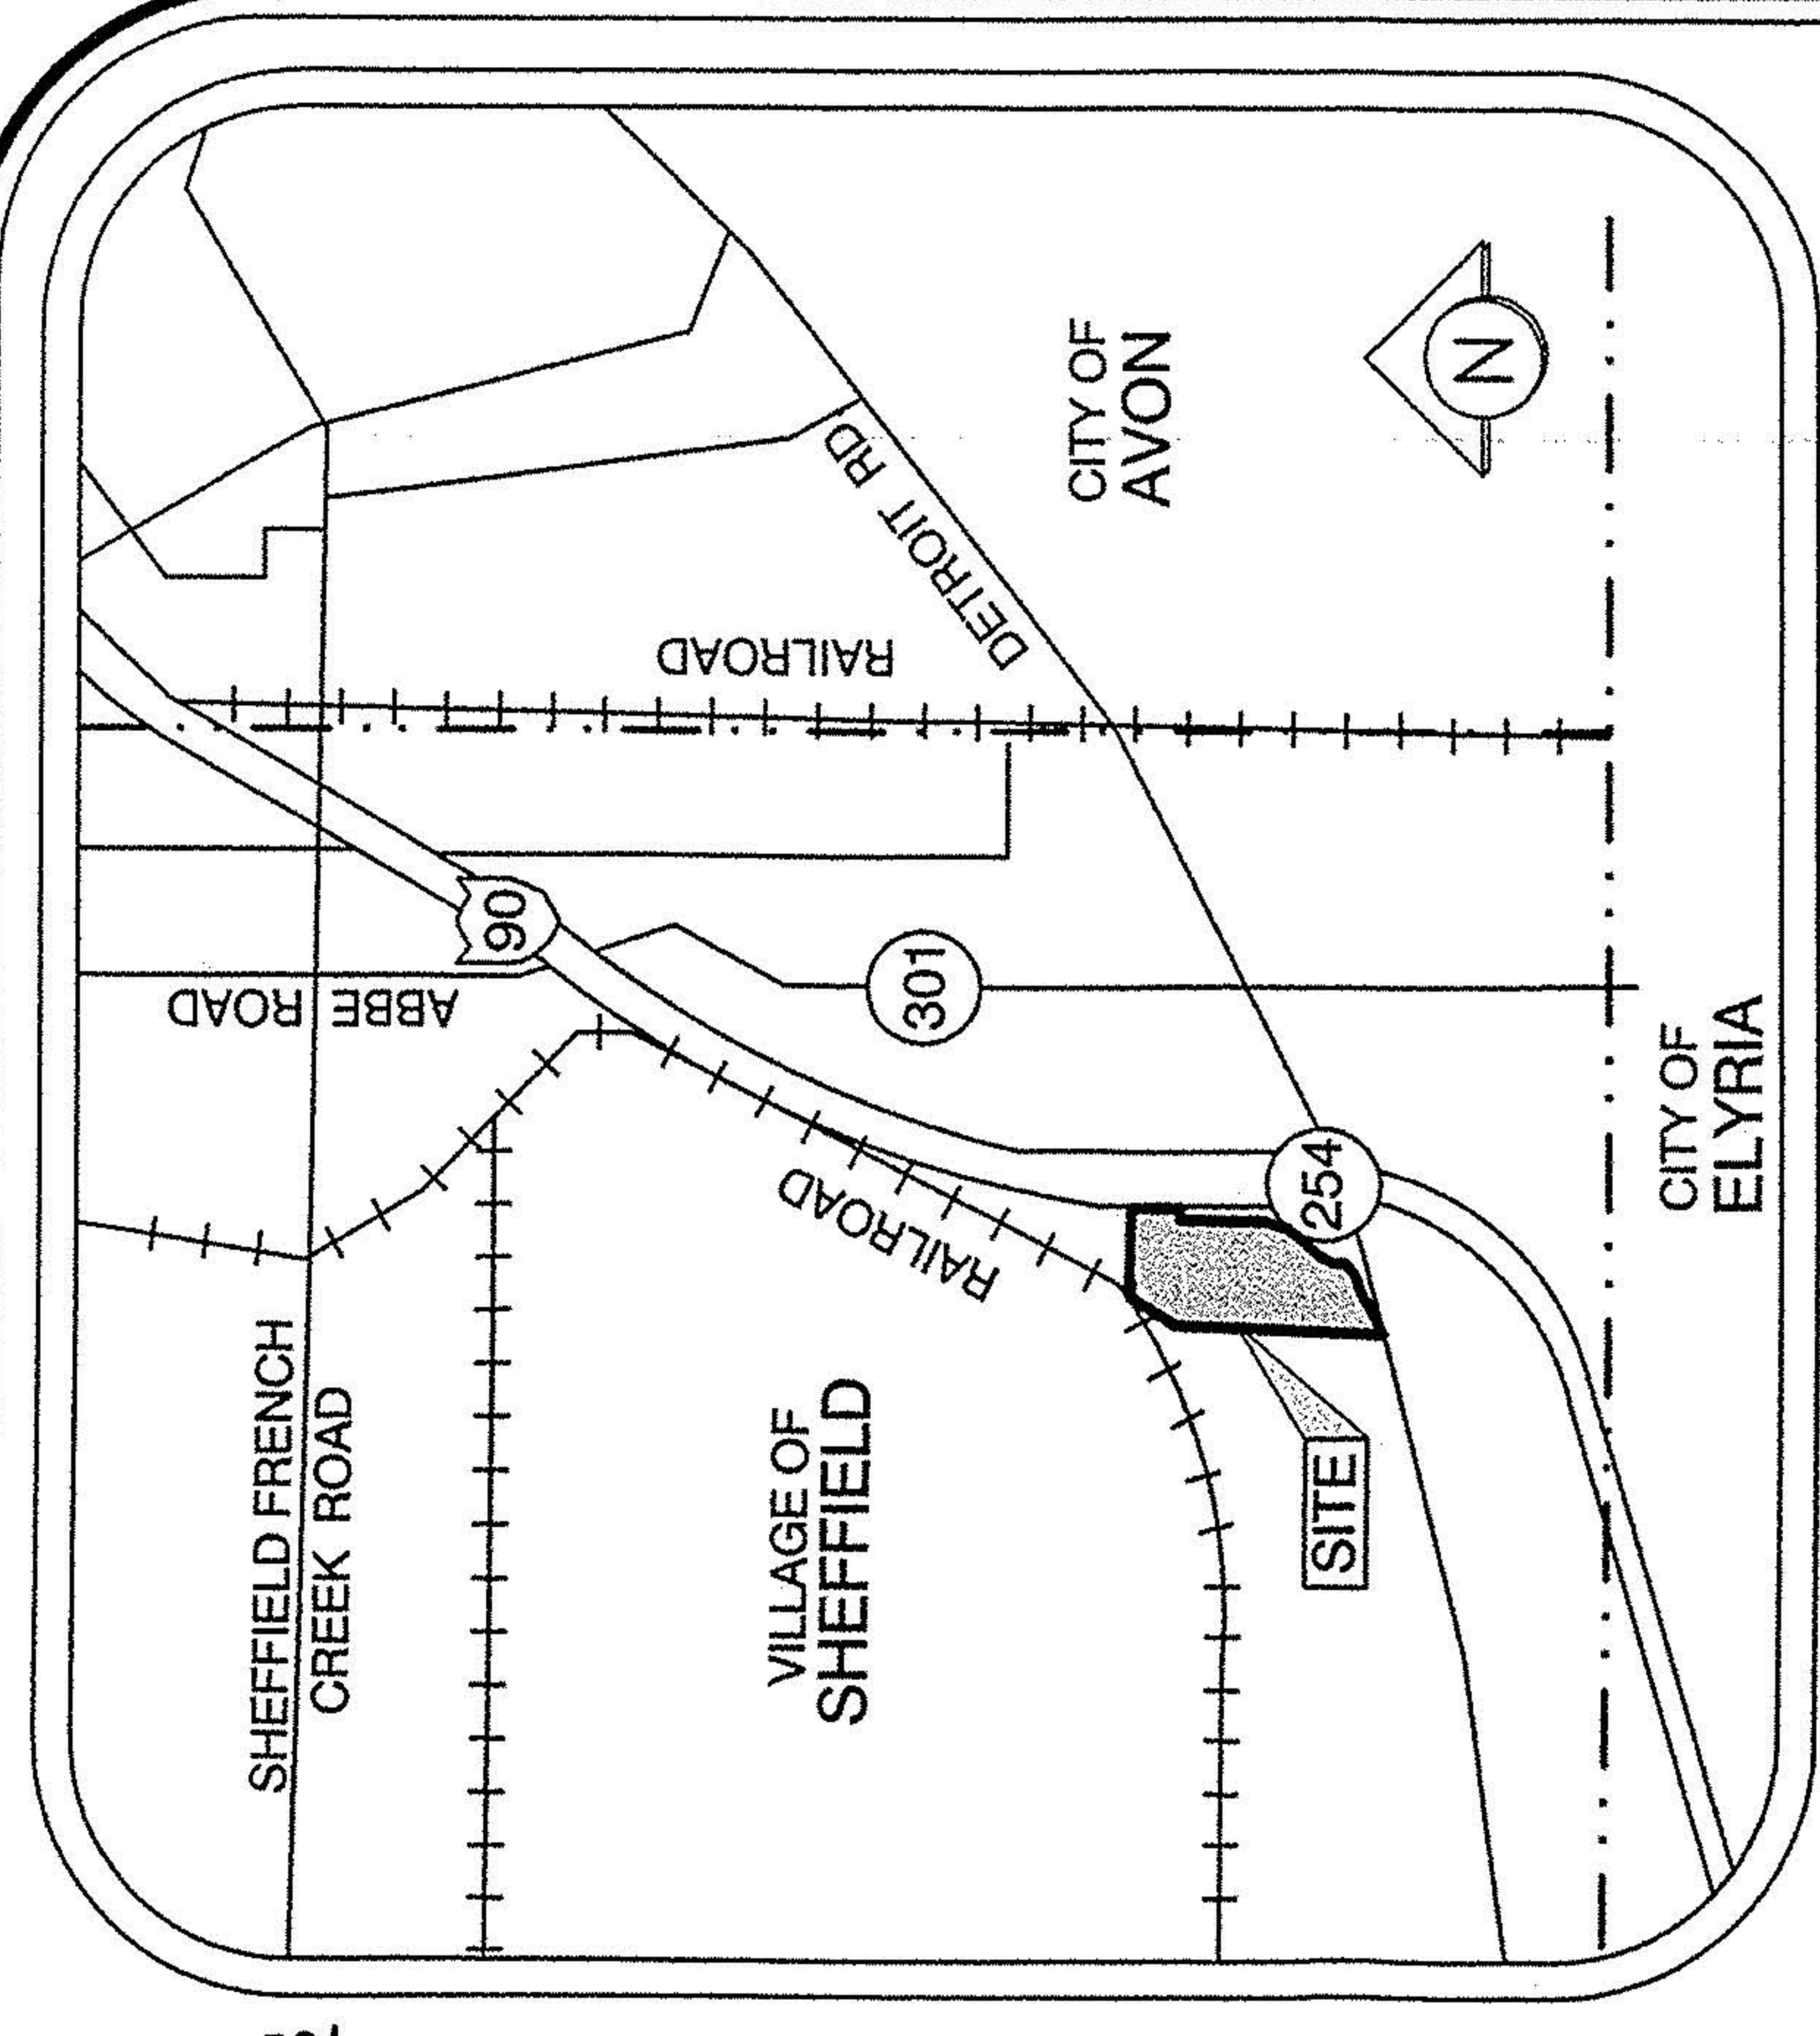 SHEFFIELD FRENCH
CREEK ROAD
ABBE ROAD
90
RAILROAD
DETROIT RD
VILLAGE OF
SHEFFIELD
RAILROAD
301
CITY OF
AVON
SITE
254
N
CITY OF
ELYRIA